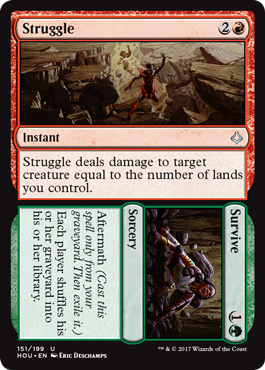 Struggle 2
Instant
Struggle deals damage to target
creature equal to the number of lands
you control.
Survive 1
Sorcery
Aftermath (Cast this
spell only from your
graveyard. Then exile it.)
Each player shuffles his
or her graveyard into
his or her library.
151/199 U
HOU • EN ERIC DESCHAMPS
™ & © 2017 Wizards of the Coast